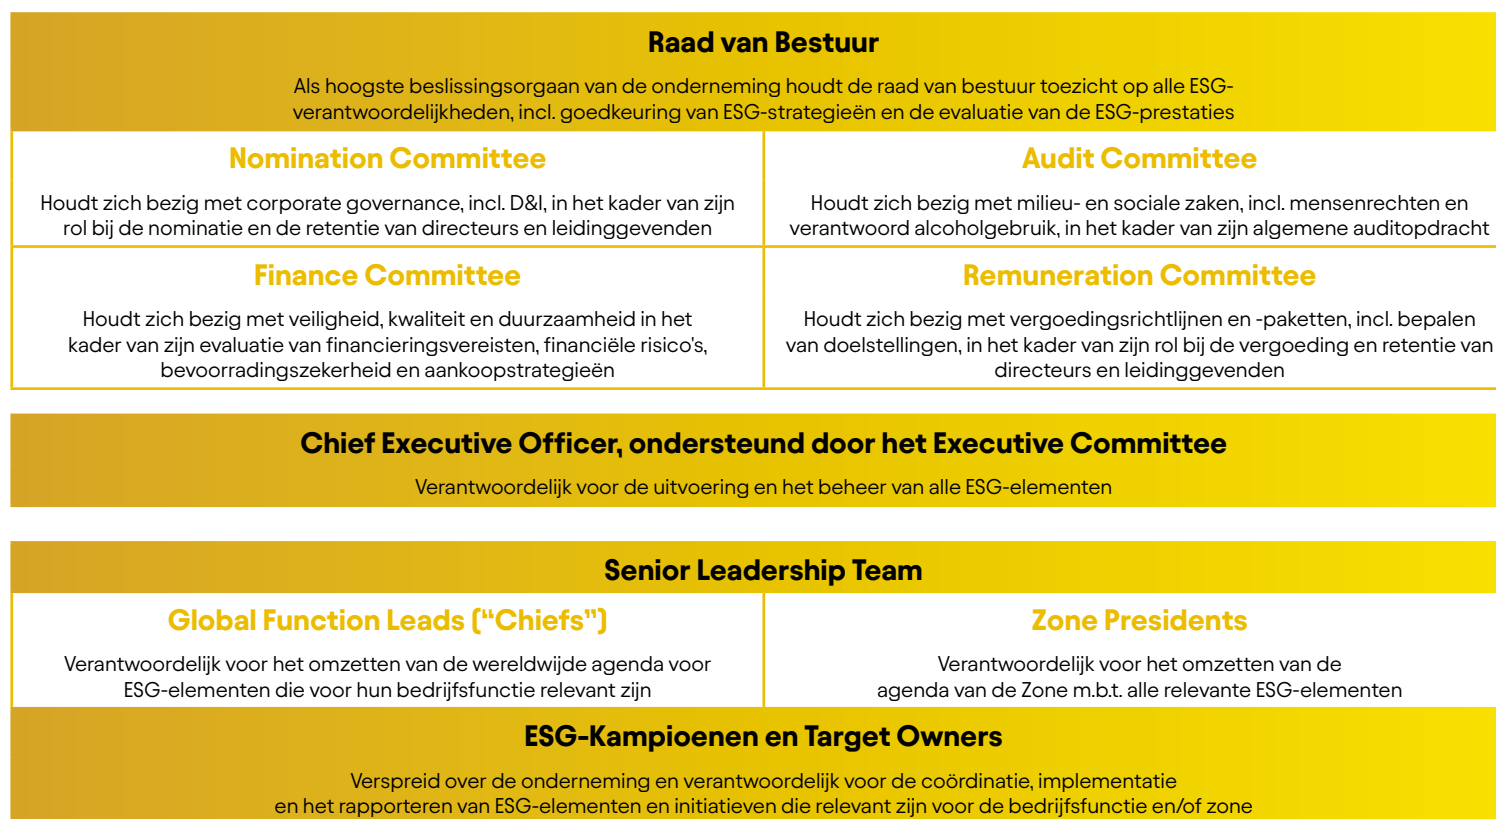 Raad van Bestuur
Als hoogste beslissingsorgaan van de onderneming houdt de raad van bestuur toezicht op alle ESG-
verantwoordelijkheden, incl. goedkeuring van ESG-strategieën en de evaluatie van de ESG-prestaties
Nomination Committee
Houdt zich bezig met corporate governance, incl. D&I, in het kader van zijn
rol bij de nominatie en de retentie van directeurs en leidinggevenden
Audit Committee
Houdt zich bezig met milieu- en sociale zaken, incl. mensenrechten en
verantwoord alcoholgebruik, in het kader van zijn algemene auditopdracht
Finance Committee
Houdt zich bezig met veiligheid, kwaliteit en duurzaamheid in het
kader van zijn evaluatie van financieringsvereisten, financiële risico's,
bevoorradingszekerheid en aankoopstrategieën
Remuneration Committee
Houdt zich bezig met vergoedingsrichtlijnen en -paketten, incl. bepalen
van doelstellingen, in het kader van zijn rol bij de vergoeding en retentie van
directeurs en leidinggevenden
Chief Executive Officer, ondersteund door het Executive Committee
Verantwoordelijk voor de uitvoering en het beheer van alle ESG-elementen
Senior Leadership Team
Global Function Leads (“Chiefs”)
Verantwoordelijk voor het omzetten van de wereldwijde agenda voor
ESG-elementen die voor hun bedrijfsfunctie relevant zijn
Zone Presidents
Verantwoordelijk voor het omzetten van de
agenda van de Zone m.b.t. alle relevante ESG-elementen
ESG-Kampioenen en Target Owners
Verspreid over de onderneming en verantwoordelijk voor de coördinatie, implementatie
en het rapporteren van ESG-elementen en initiatieven die relevant zijn voor de bedrijfsfunctie en/of zone